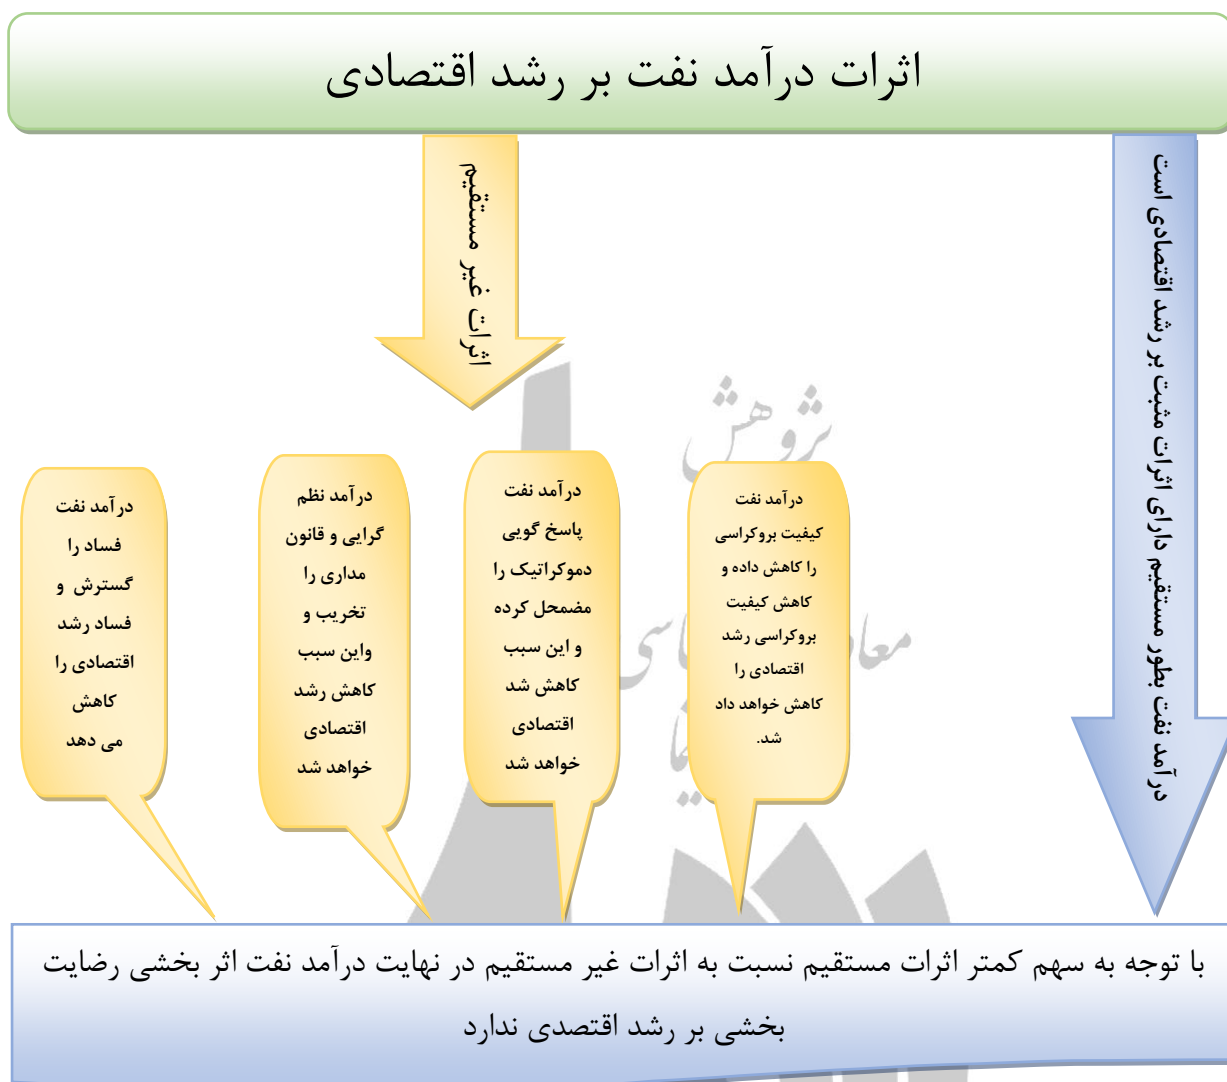 اثرات درآمد نفت بر رشد اقتصادی
درآمد نفت بطور مستقیم دارای اثرات مثبت بر رشد اقتصادی است
اثرات غیر مستقیم
درآمد نفت
کیفیت بروکراسی
را کاهش داده و
کاهش کیفیت
بروکراسی رشد
اقتصادی را
کاهش خواهد داد
شد.
درآمد نفت
پاسخ گویی
دموکراتیک را
مضمحل کرده
و این سبب
کاهش شد
اقتصادی
خواهد شد
درآمد نظم
گرایی و قانون
مداری را
تخریب و
واین سبب
کاهش رشد
اقتصادی
خواهد شد
درآمد نفت
فساد را
گسترش و
فساد رشد
اقتصادی را
کاهش
می دهد
پژوهش
با توجه به سهم کمتر اثرات مستقیم نسبت به اثرات غیر مستقیم در نهایت درآمد نفت اثر بخشی رضایت
بخشی بر رشد اقتصدی ندارد